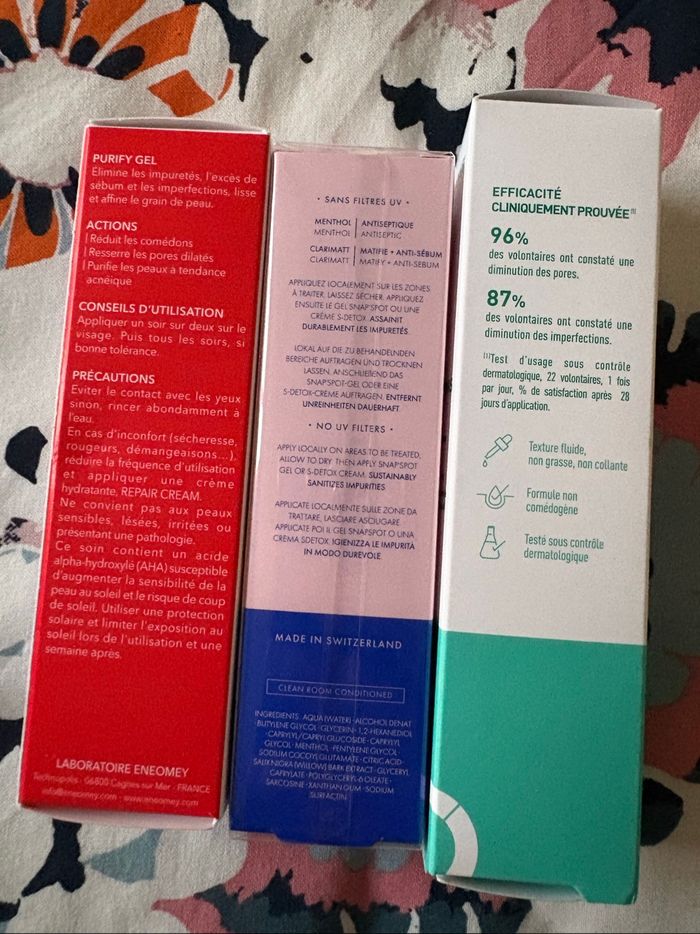 PURIFY GEL
Elimine les impuretés, l'excès de
sébum et les imperfections, lisse
et affine le grain de peau.
ACTIONS
| Réduit les comédons
| Resserre les pores dilatés
| Purifie les peaux à tendance
acnéique
CONSEILS D'UTILISATION
Appliquer un soir sur deux sur le
visage. Puis tous les soirs, si
bonne tolérance.
PRÉCAUTIONS
Eviter le contact avec les yeux
sinon, rincer abondamment à
l'eau.
En cas d'inconfort (sécheresse,
rougeurs, démangeaisons...),
réduire la fréquence d'utilisation
et appliquer une crème
hydratante, REPAIR CREAM.
Ne convient pas aux peaux
sensibles, lésées, irritées ou
présentant une pathologie.
Ce soin contient un acide
alpha-hydroxylé (AHA) susceptible
d'augmenter la sensibilité de la
peau au soleil et le risque de coup
de soleil. Utiliser une protection
solaire et limiter l'exposition au
soleil lors de l'utilisation et une
semaine après.
LABORATOIRE ENEOMEY
Technopolis - 06800 Cagnes sur Mer - FRANCE
info@eneomey.com - www.eneomey.com
• SANS FILTRES UV •
MENTHOL | ANTISEPTIQUE
MENTHOL | ANTISEPTIC
CLARIMATT | MATIFIE + ANTI-SÉBUM
CLARIMATT | MATIFY + ANTI-SEBUM
APPLIQUEZ LOCALEMENT SUR LES ZONES
À TRAITER, LAISSEZ SÉCHER. APPLIQUEZ
ENSUITE LE GEL SNAP'SPOT OU UNE
CRÈME S-DETOX. ASSAINIT
DURABLEMENT LES IMPURETÉS.
LOKAL AUF DIE ZU BEHANDELNDEN
BEREICHE AUFTRAGEN UND TROCKNEN
LASSEN. ANSCHLIEßEND DAS
SNAP'SPOT-GEL ODER EINE
S-DETOX-CREME AUFTRAGEN. ENTFERNT
UNREINHEITEN DAUERHAFT.
• NO UV FILTERS •
APPLY LOCALLY ON AREAS TO BE TREATED,
ALLOW TO DRY. THEN APPLY SNAP'SPOT
GEL OR S-DETOX CREAM. SUSTAINABLY
SANITIZES IMPURITIES.
APPLICATE LOCALMENTE SULLE ZONE DA
TRATTARE, LASCIARE ASCIUGARE.
APPLICATE POI IL GEL SNAPSPOT O UNA
CREMA SDETOX. IGIENIZZA LE IMPURITÀ
IN MODO DUREVOLE.
MADE IN SWITZERLAND
CLEAN ROOM CONDITIONED
INGREDIENTS: AQUA (WATER)•ALCOHOL DENAT
•BUTYLENE GLYCOL•GLYCERIN•1,2-HEXANEDIOL
•CAPRYLYL/CAPRYL GLUCOSIDE•CAPRYLYL
GLYCOL•MENTHOL•PENTYLENE GLYCOL•
SODIUM COCOYL GLUTAMATE•CITRIC ACID•
SALIX NIGRA (WILLOW) BARK EXTRACT•GLYCERYL
CAPRYLATE•POLYGLYCERYL-6 OLEATE•
SARCOSINE•XANTHAN GUM•SODIUM
SURFACTIN
EFFICACITÉ
CLINIQUEMENT PROUVÉE(1)
96%
des volontaires ont constaté une
diminution des pores.
87%
des volontaires ont constaté une
diminution des imperfections.
(1)Test d'usage sous contrôle
dermatologique, 22 volontaires, 1 fois
par jour, % de satisfaction après 28
jours d'application.
Texture fluide,
non grasse, non collante
Formule non
comédogène
Testé sous contrôle
dermatologique